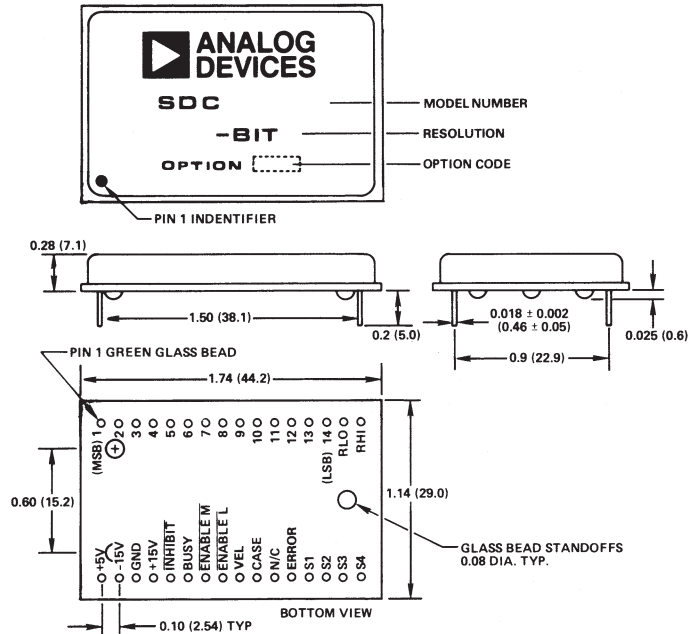 ANALOG
DEVICES
SDC
MODEL NUMBER
-BIT
RESOLUTION
OPTION
OPTION CODE
PIN 1 INDENTIFIER
0.28 (7.1)
1.50 (38.1)
0.2 (5.0)
0.018 ± 0.002
(0.46 ± 0.05)
0.025 (0.6)
0.9 (22.9)
PIN 1 GREEN GLASS BEAD
1.74 (44.2)
(MSB) 1
2
3
4
5
6
7
8
9
10
11
12
13
(LSB) 14
RLO
RHI
0.60 (15.2)
1.14 (29.0)
+5V
-15V
GND
+15V
INHIBIT
BUSY
ENABLE M
ENABLE L
VEL
CASE
N/C
ERROR
S1
S2
S3
S4
GLASS BEAD STANDOFFS
0.08 DIA. TYP.
BOTTOM VIEW
0.10 (2.54) TYP